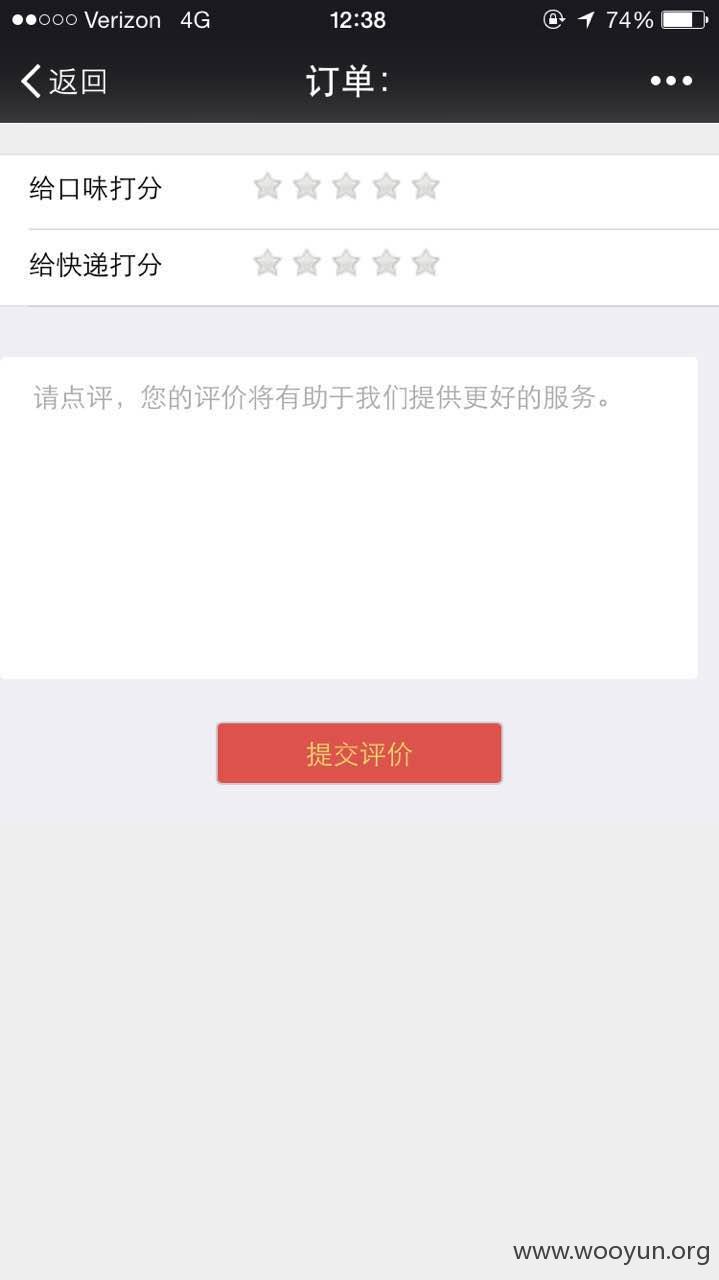 Verizon 4G 12:38 74%
返回 订单:
给口味打分
给快递打分
请点评，您的评价将有助于我们提供更好的服务。
提交评价
www.wooyun.org